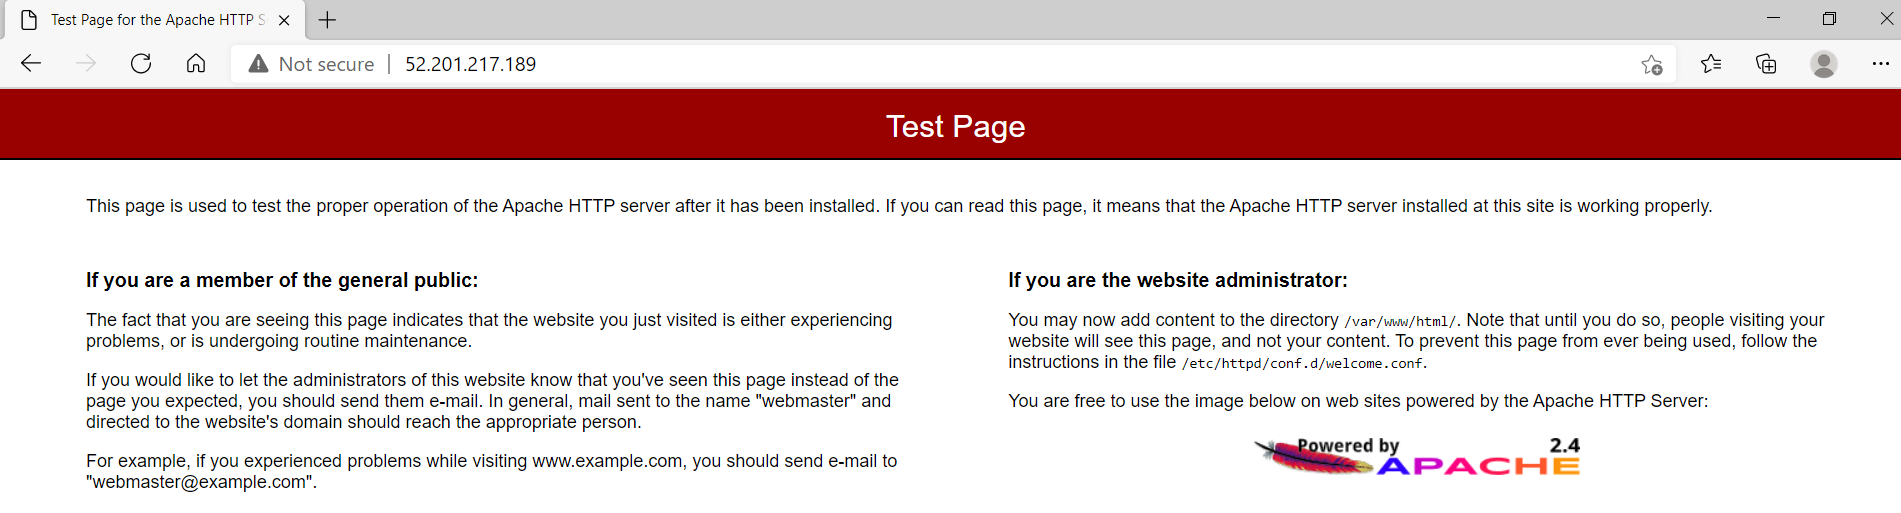 Test Page for the Apache HTTP S
Not secure | 52.201.217.189
Test Page
This page is used to test the proper operation of the Apache HTTP server after it has been installed. If you can read this page, it means that the Apache HTTP server installed at this site is working properly.
If you are a member of the general public:
The fact that you are seeing this page indicates that the website you just visited is either experiencing
problems, or is undergoing routine maintenance.
If you would like to let the administrators of this website know that you've seen this page instead of the
page you expected, you should send them e-mail. In general, mail sent to the name "webmaster" and
directed to the website's domain should reach the appropriate person.
For example, if you experienced problems while visiting www.example.com, you should send e-mail to
"webmaster@example.com".
If you are the website administrator:
You may now add content to the directory /var/www/html/. Note that until you do so, people visiting your
website will see this page, and not your content. To prevent this page from ever being used, follow the
instructions in the file /etc/httpd/conf.d/welcome.conf.
You are free to use the image below on web sites powered by the Apache HTTP Server:
Powered by 2.4
APACHE